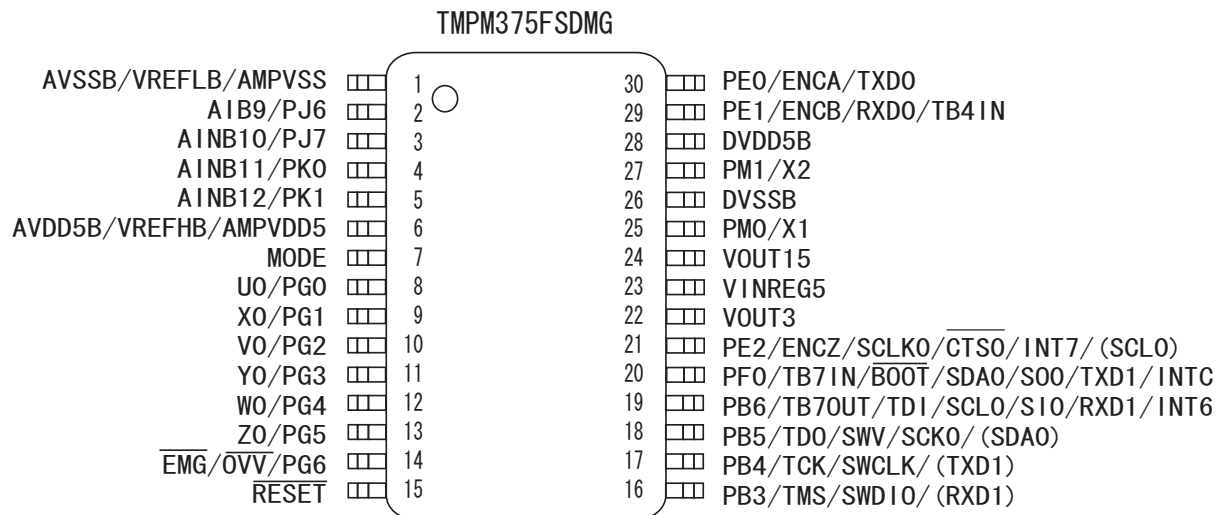 TMPM375FSDMG
AVSSB/VREFLB/AMPVSS 1 30 PE0/ENCA/TXD0
AIB9/PJ6 2 29 PE1/ENCB/RXD0/TB4IN
AINB10/PJ7 3 28 DVDD5B
AINB11/PK0 4 27 PM1/X2
AINB12/PK1 5 26 DVSSB
AVDD5B/VREFHB/AMPVDD5 6 25 PM0/X1
MODE 7 24 VOUT15
U0/PG0 8 23 VINREG5
X0/PG1 9 22 VOUT3
V0/PG2 10 21 PE2/ENCZ/SCLK0/CTS0/INT7/(SCL0)
Y0/PG3 11 20 PF0/TB7IN/BOOT/SDA0/SO0/TXD1/INTC
W0/PG4 12 19 PB6/TB7OUT/TDI/SCL0/SI0/RXD1/INT6
Z0/PG5 13 18 PB5/TDO/SWV/SCK0/(SDA0)
EMG/OVV/PG6 14 17 PB4/TCK/SWCLK/(TXD1)
RESET 15 16 PB3/TMS/SWDIO/(RXD1)